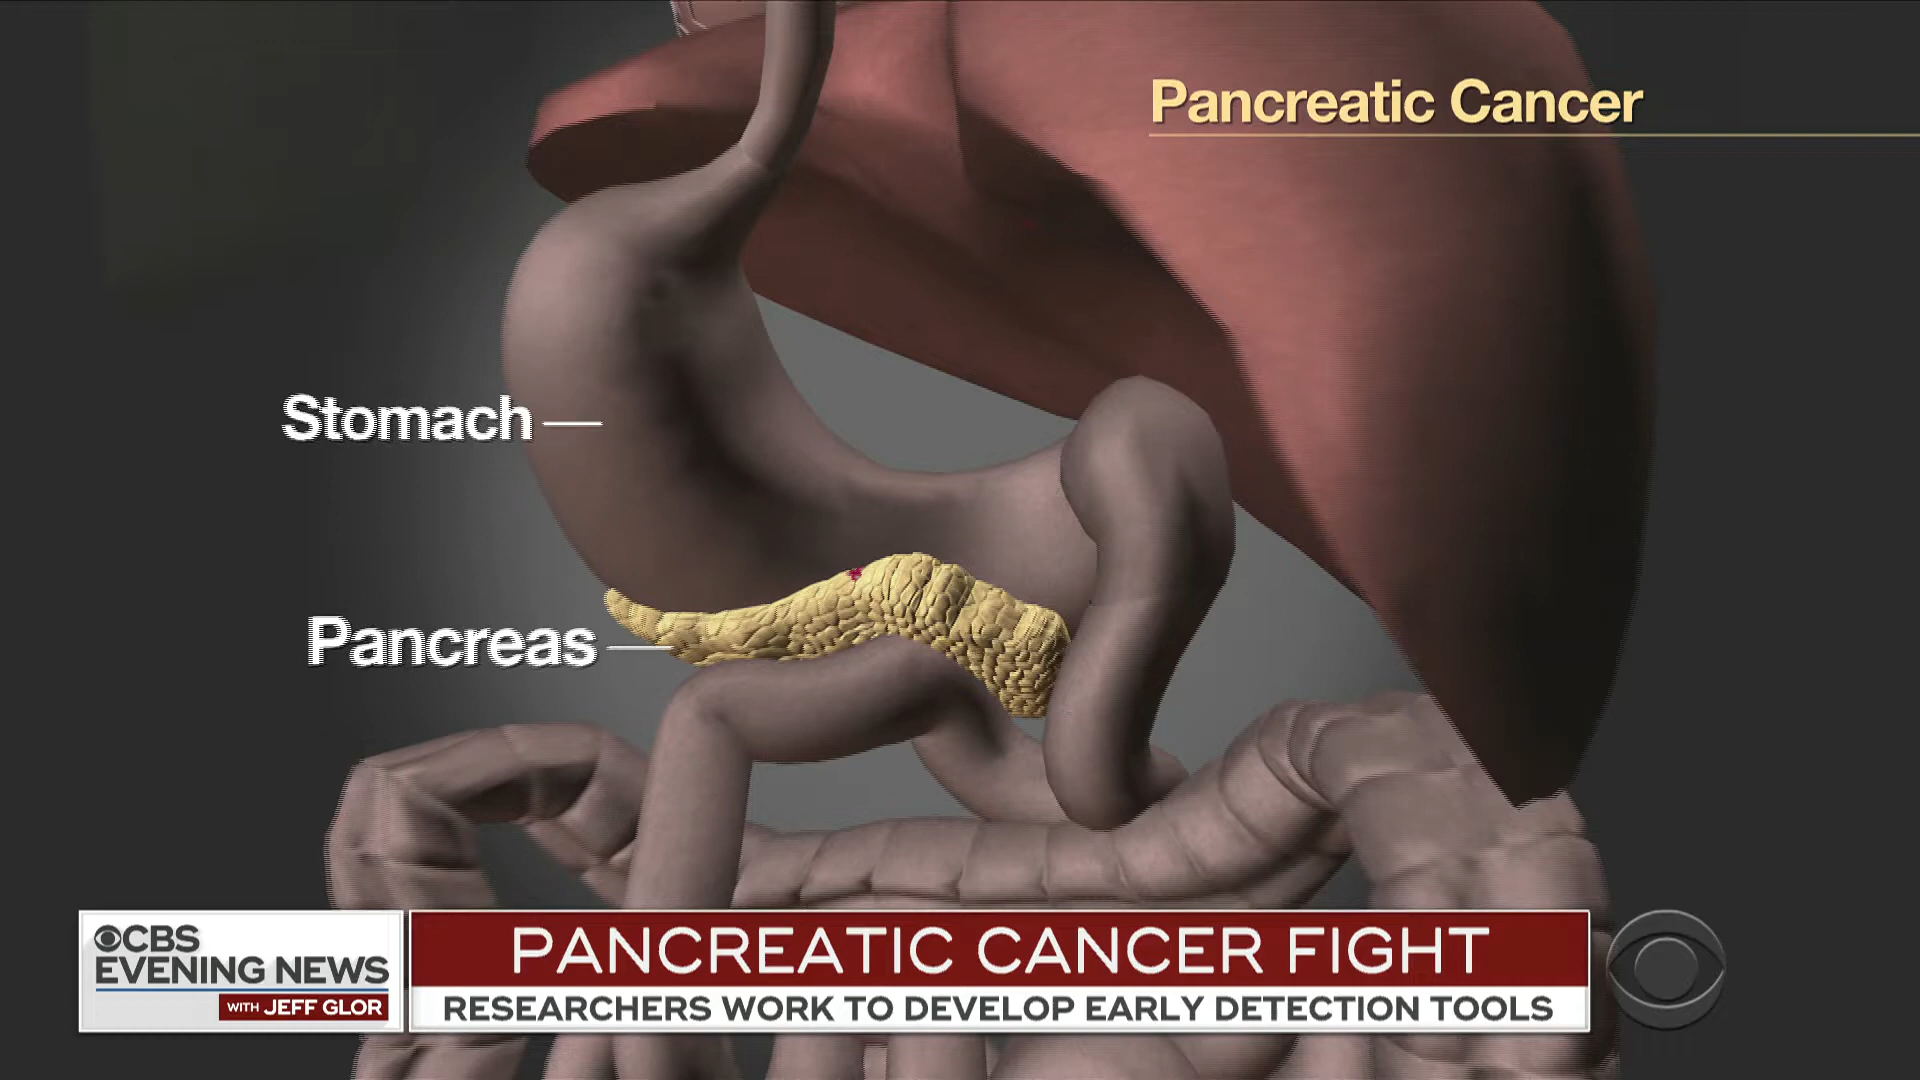 Pancreatic Cancer
Stomach
Pancreas
CBS
EVENING NEWS
WITH JEFF GLOR
PANCREATIC CANCER FIGHT
RESEARCHERS WORK TO DEVELOP EARLY DETECTION TOOLS